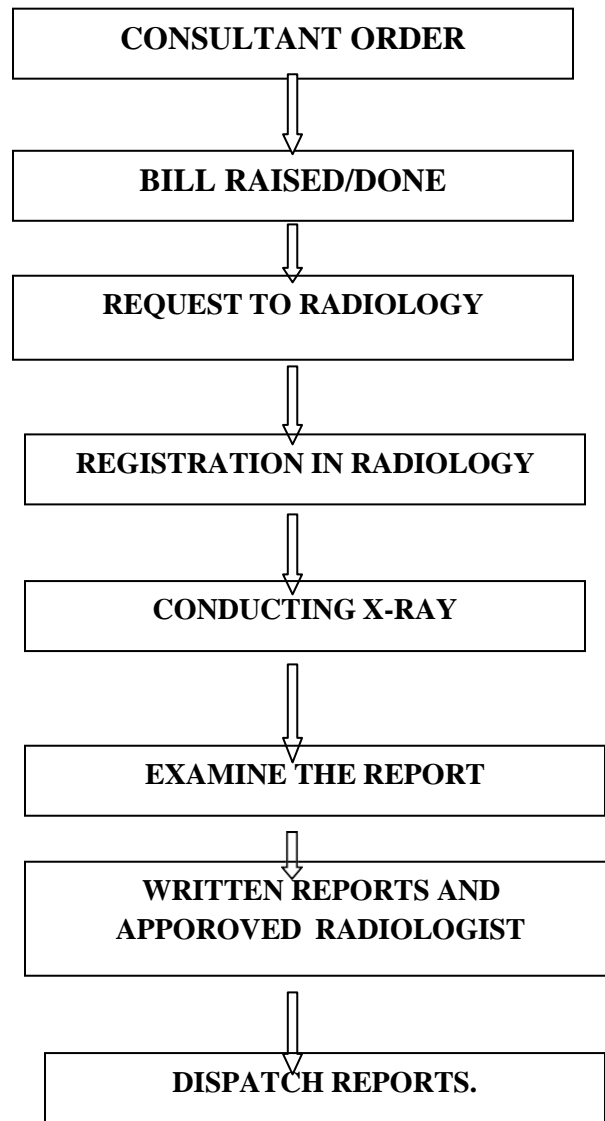 CONSULTANT ORDER
BILL RAISED/DONE
REQUEST TO RADIOLOGY
REGISTRATION IN RADIOLOGY
CONDUCTING X-RAY
EXAMINE THE REPORT
WRITTEN REPORTS AND
APPOROVED RADIOLOGIST
DISPATCH REPORTS.